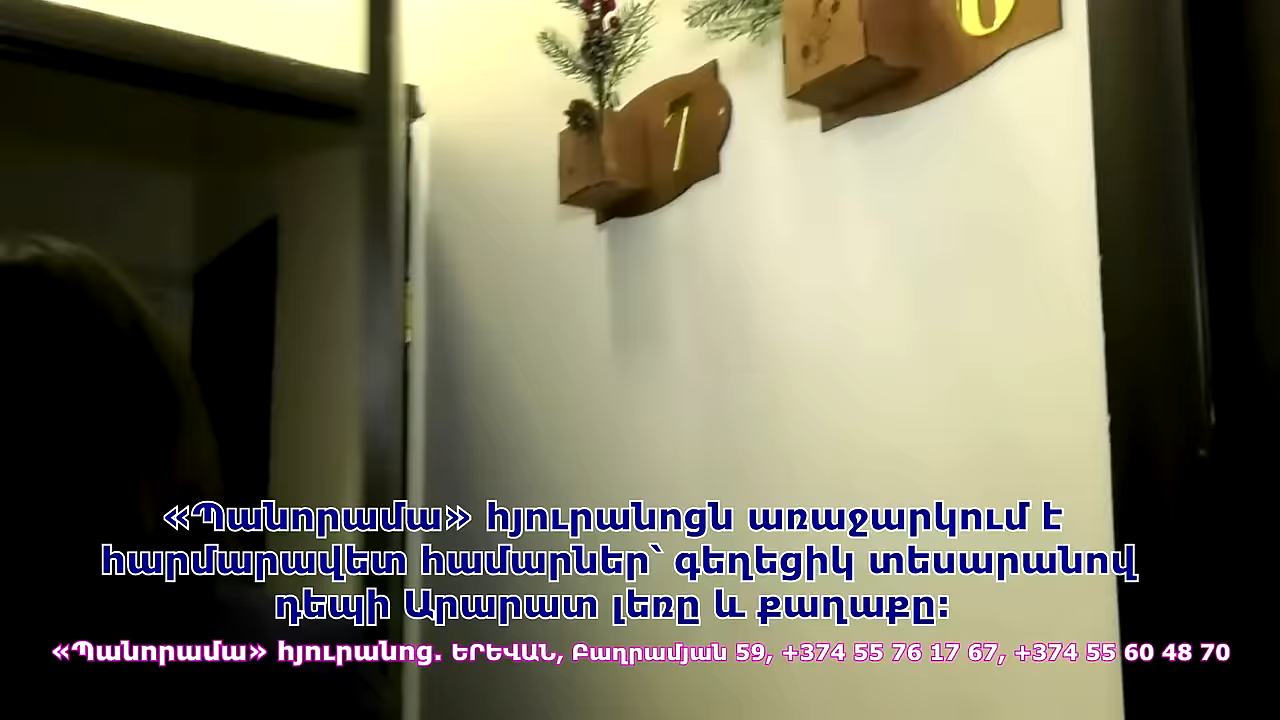 7
6
«Պանորամա» հյուրանոցն առաջարկում է
հարմարավետ համարներ՝ գեղեցիկ տեսարանով
դեպի Արարատ լեռը և քաղաքը:
«Պանորամա» հյուրանոց. ԵՐԵՎԱՆ, Բաղրամյան 59, +374 55 76 17 67, +374 55 60 48 70